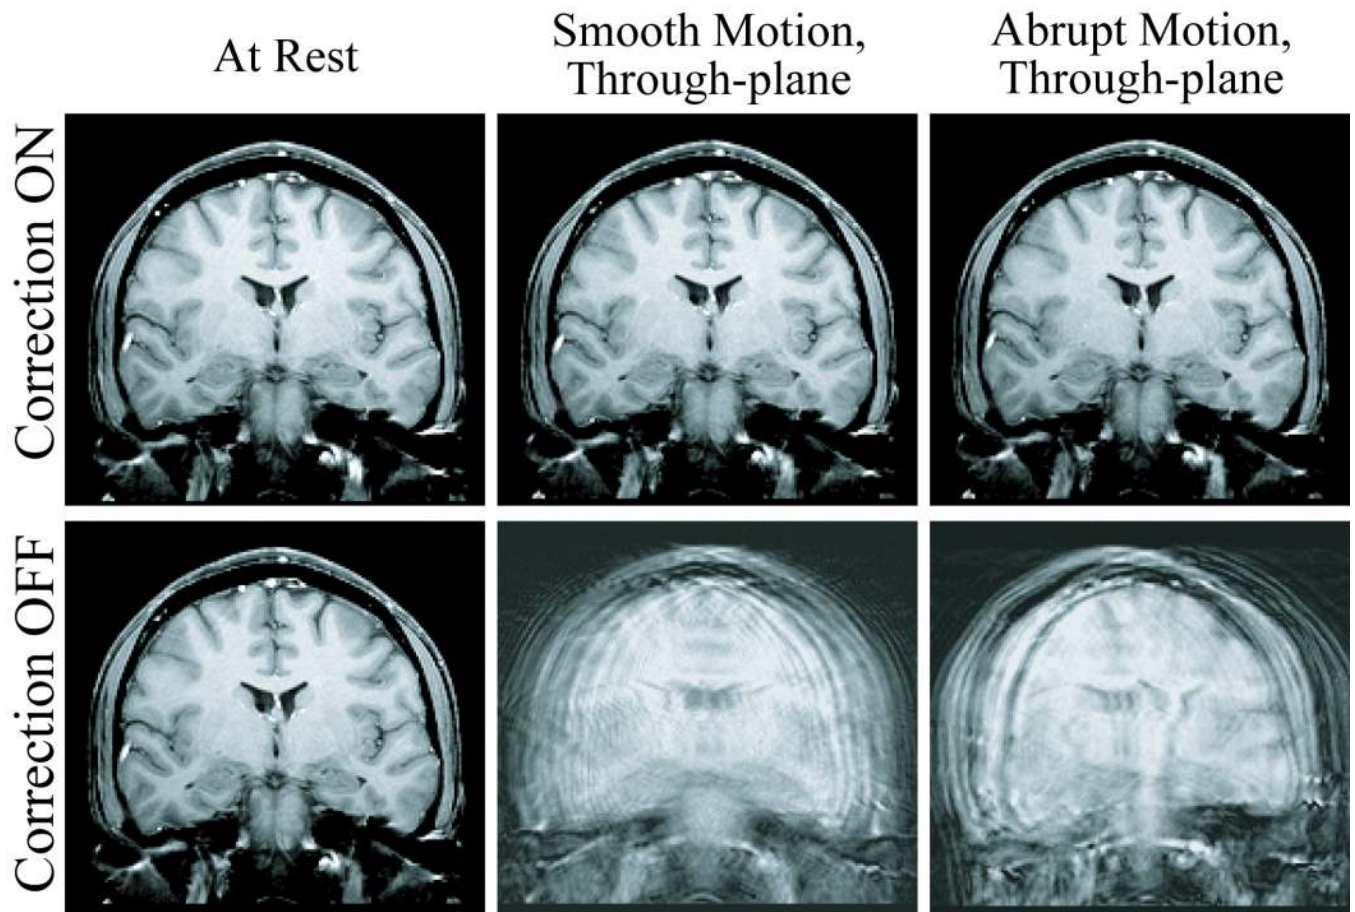 At Rest
Smooth Motion,
Through-plane
Abrupt Motion,
Through-plane
Correction ON
Correction OFF